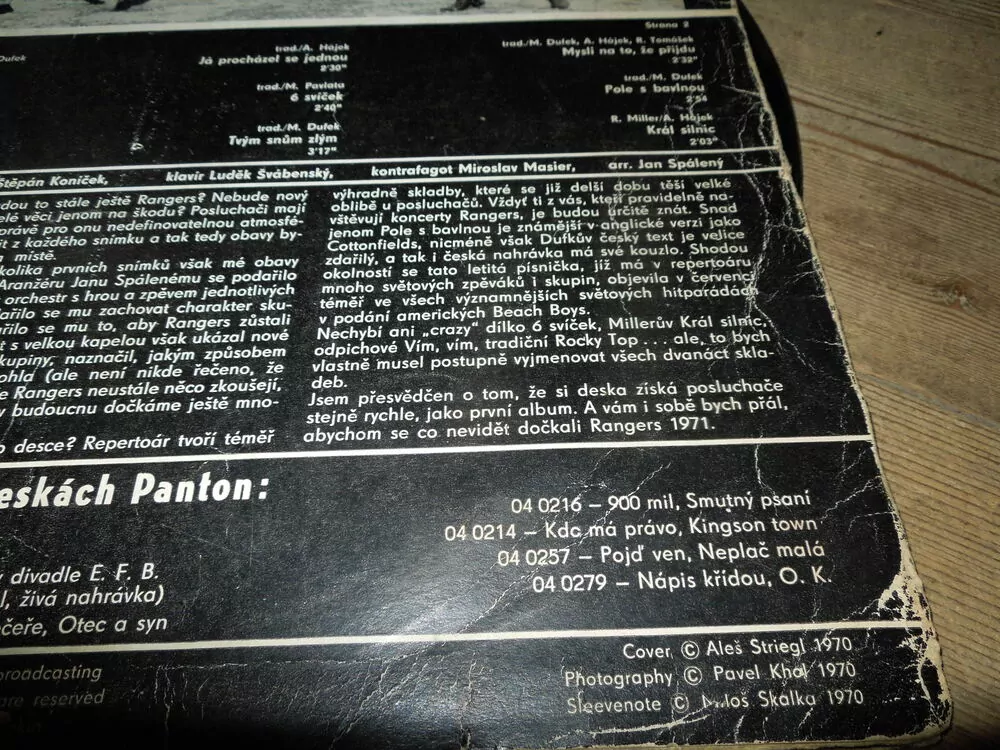 Strana 2
Dufek
trad./A. Hájek
Já procházel se jednou
2'30"
trad./M. Pavlata
6 svíček
2'40"
trad./M. Dufek
Tvým snům zlým
3'17"
trad./M. Dufek, A. Hájek, R. Tomášek
Mysli na to, že přijdu
2'32"
trad./M. Dufek
Pole s bavlnou
2'54
R. Miller/A. Hájek
Král silnic
2'03"
Štěpán Koníček, klavír Luděk Švábenský, kontrafagot Miroslav Masier, arr. Jan Spálený
dou to stále ještě Rangers? Nebude nový
elé věci jenom na škodu? Posluchači mají
právě pro onu nedefinovatelnou atmosfé-
it z každého snímku a tak tedy obavy by-
a místě.
kolika prvních snímků však mé obavy
Aranžéru Janu Spálenému se podařilo
orchestr s hrou a zpěvem jednotlivých
ařilo se mu zachovat charakter sku-
ařilo se mu to, aby Rangers zůstali
t s velkou kapelou však ukázal nové
kupiny, naznačil, jakým způsobem
ohla (ale není nikde řečeno, že
e Rangers neustále něco zkoušejí,
v budoucnu dočkáme ještě mno-
o desce? Repertoár tvoří téměř
výhradně skladby, které se již delší dobu těší velké
oblibě u posluchačů. Vždyť ti z vás, kteří pravidelně na-
vštěvují koncerty Rangers, je budou určitě znát. Snad
jenom Pole s bavlnou je známější v anglické verzi jako
Cottonfields, nicméně však Dufkův český text je velice
zdařilý, a tak i česká nahrávka má své kouzlo. Shodou
okolností se tato letitá písnička, jíž má v repertoáru
mnoho světových zpěváků i skupin, objevila v červenci
téměř ve všech významnějších světových hitparádách
v podání amerických Beach Boys.
Nechybí ani „crazy" dílko 6 svíček, Millerův Král silnic,
odpichové Vím, vím, tradiční Rocky Top . . . ale, to bych
vlastně musel postupně vyjmenovat všech dvanáct skla-
deb.
Jsem přesvědčen o tom, že si deska získá posluchače
stejně rychle, jako první album. A vám i sobě bych přál,
abychom se co nevidět dočkali Rangers 1971.
eskách Panton:
04 0216 – 900 mil, Smutný psaní
04 0214 – Kdo má právo, Kingson town
04 0257 – Pojď ven, Neplač malá
04 0279 – Nápis křídou, O. K.
v divadle E. F. B.
l, živá nahrávka)
čeře, Otec a syn
broadcasting
are reserved
Cover © Aleš Striegl 1970
Photography © Pavel Khol 1970
Sleevenote © Miloš Skalka 1970